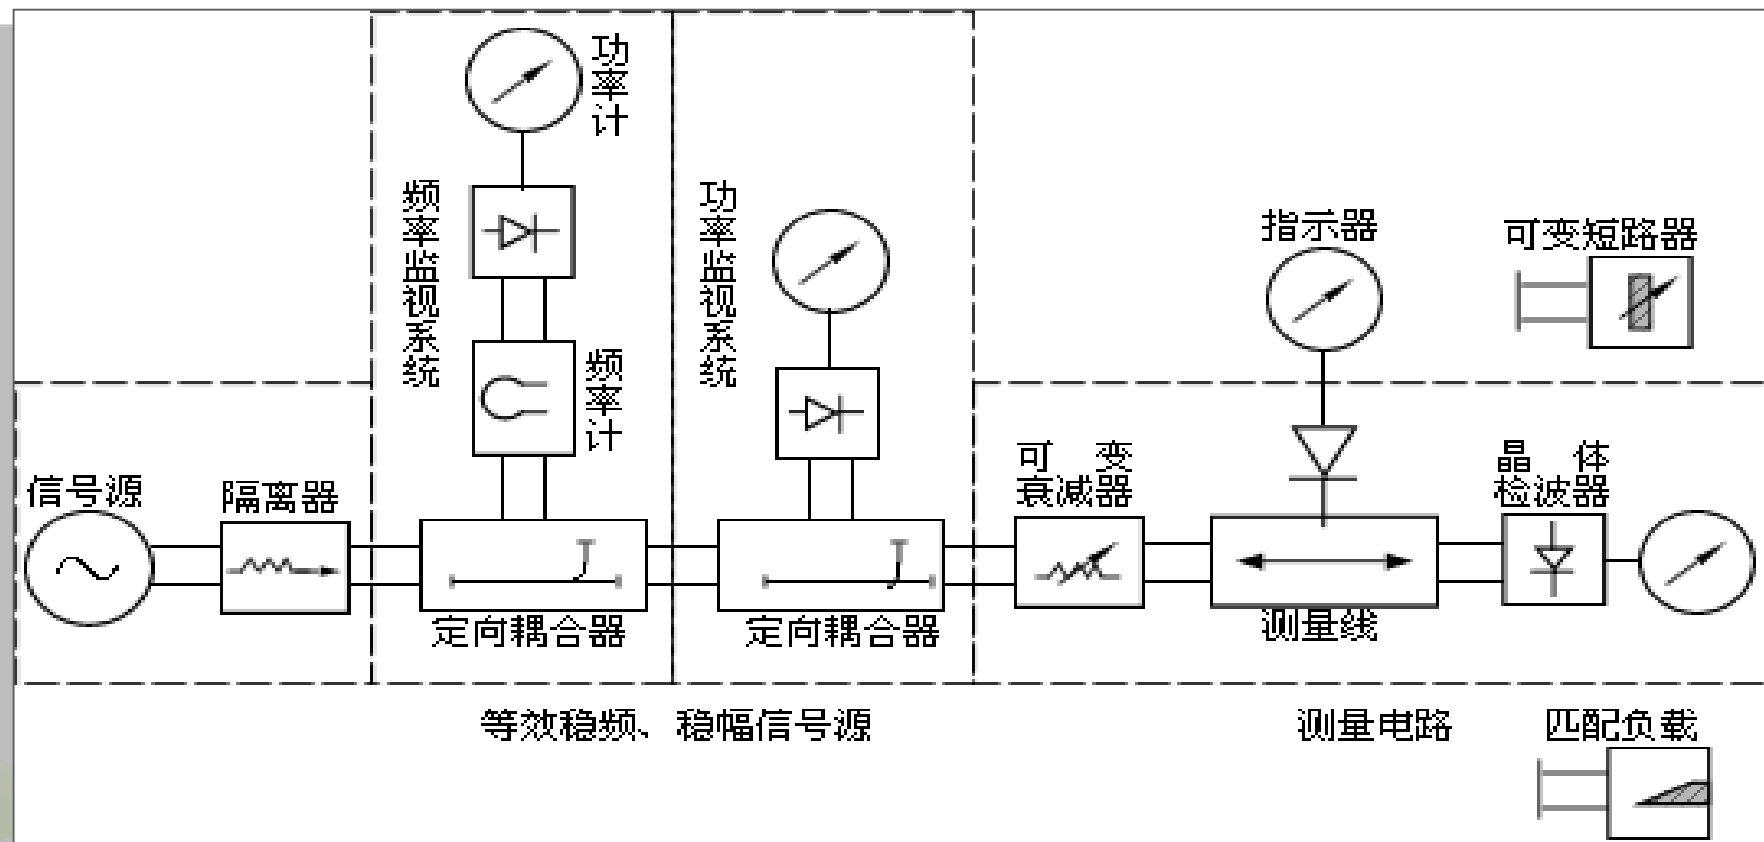 功率计
频率监视系统
频率计
功率监视系统
指示器
可变短路器
信号源
隔离器
可 变
衰减器
晶 体
检波器
定向耦合器
定向耦合器
测量线
等效稳频、稳幅信号源
测量电路
匹配负载